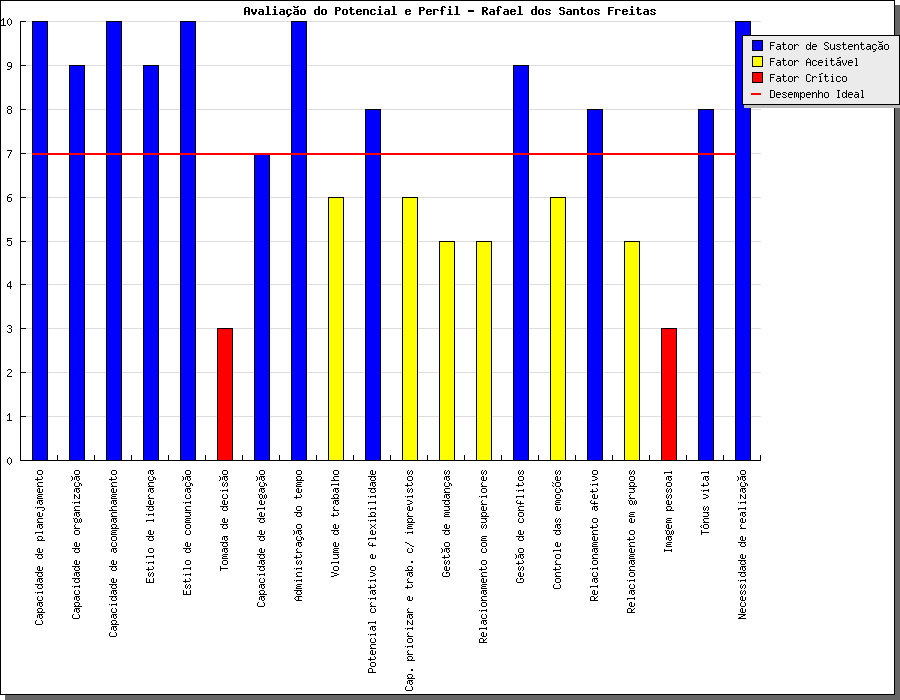 Avaliação do Potencial e Perfil - Rafael dos Santos Freitas
10
9
8
7
6
5
4
3
2
1
0
Fator de Sustentação
Fator Aceitável
Fator Crítico
Desempenho Ideal
Capacidade de planejamento
Capacidade de organização
Capacidade de acompanhamento
Estilo de liderança
Estilo de comunicação
Tomada de decisão
Capacidade de delegação
Administração do tempo
Volume de trabalho
Potencial criativo e flexibilidade
Cap. priorizar e trab. c/ imprevistos
Gestão de mudanças
Relacionamento com superiores
Gestão de conflitos
Controle das emoções
Relacionamento afetivo
Relacionamento em grupos
Imagem pessoal
Tônus vital
Necessidade de realização